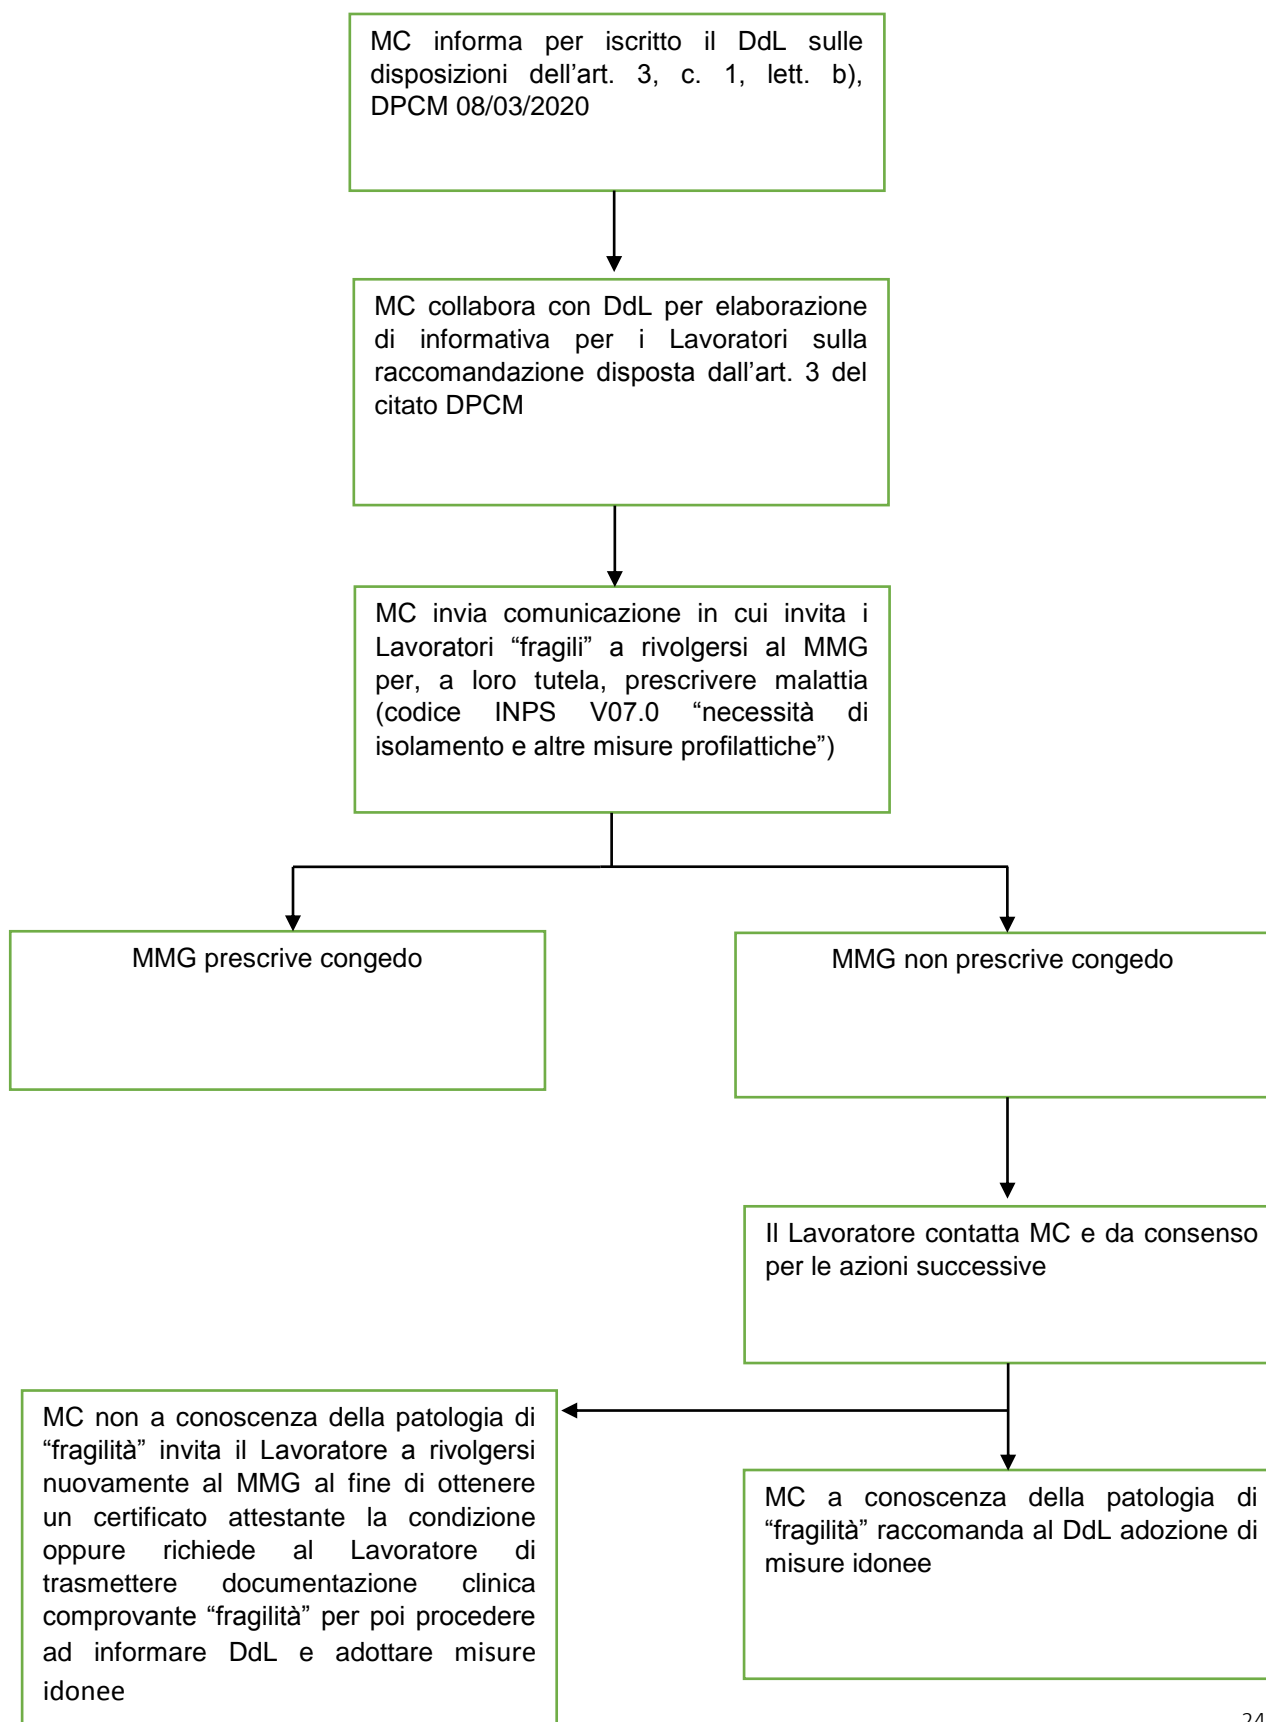 MC informa per iscritto il DdL sulle
disposizioni dell’art. 3, c. 1, lett. b),
DPCM 08/03/2020
MC collabora con DdL per elaborazione
di informativa per i Lavoratori sulla
raccomandazione disposta dall’art. 3 del
citato DPCM
MC invia comunicazione in cui invita i
Lavoratori “fragili” a rivolgersi al MMG
per, a loro tutela, prescrivere malattia
(codice INPS V07.0 “necessità di
isolamento e altre misure profilattiche”)
MMG prescrive congedo
MMG non prescrive congedo
Il Lavoratore contatta MC e da consenso
per le azioni successive
MC non a conoscenza della patologia di
“fragilità” invita il Lavoratore a rivolgersi
nuovamente al MMG al fine di ottenere
un certificato attestante la condizione
oppure richiede al Lavoratore di
trasmettere documentazione clinica
comprovante “fragilità” per poi procedere
ad informare DdL e adottare misure
idonee
MC a conoscenza della patologia di
“fragilità” raccomanda al DdL adozione di
misure idonee
24